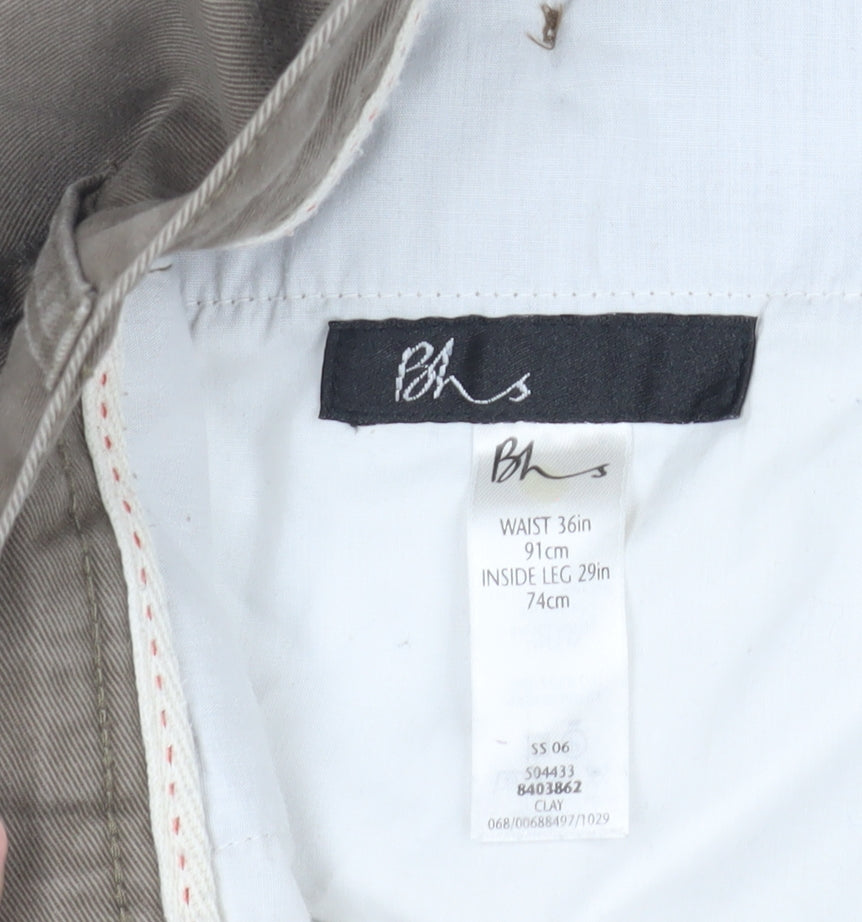 Bhs
Bhs
WAIST 36in
91cm
INSIDE LEG 29in
74cm
SS 06
504433
8403862
CLAY
068/00688497/1029